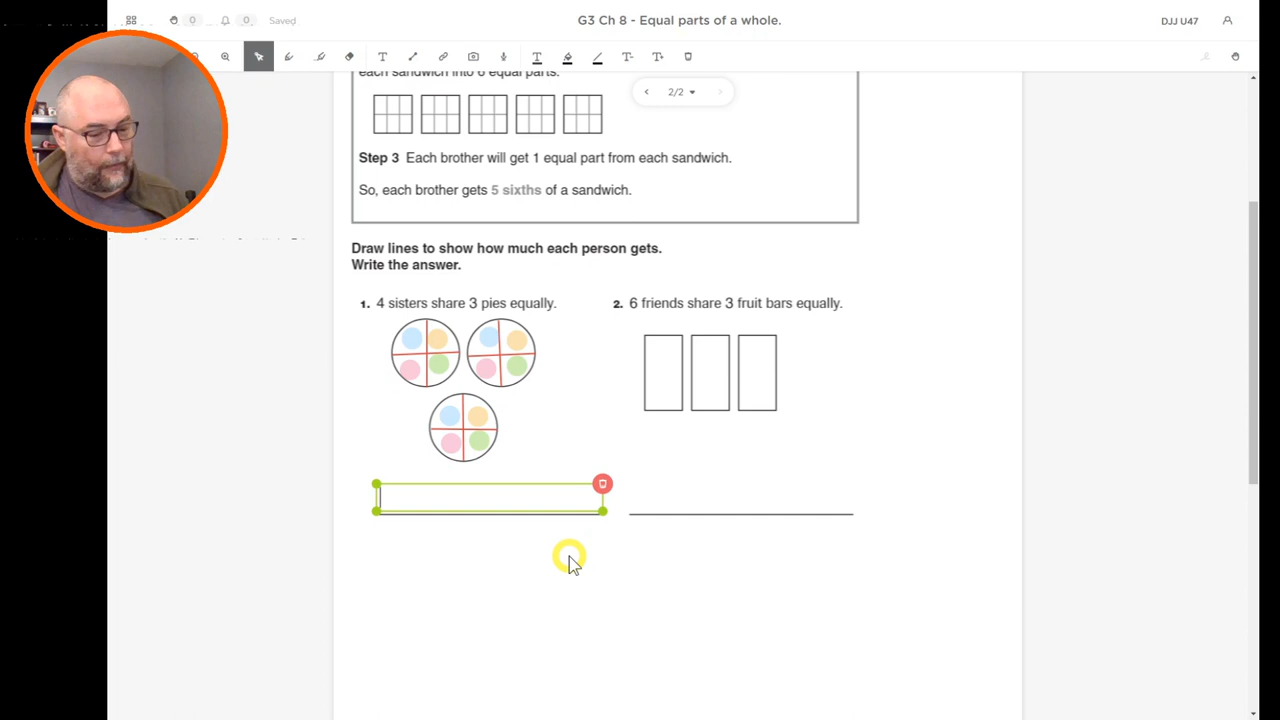 0
0
Saved
G3 Ch 8 - Equal parts of a whole.
DJJ U47
T
T
T-
T+
each sandwich into 6 equal parts.
2/2
Step 3 Each brother will get 1 equal part from each sandwich.
So, each brother gets 5 sixths of a sandwich.
Draw lines to show how much each person gets.
Write the answer.
1. 4 sisters share 3 pies equally.
2. 6 friends share 3 fruit bars equally.